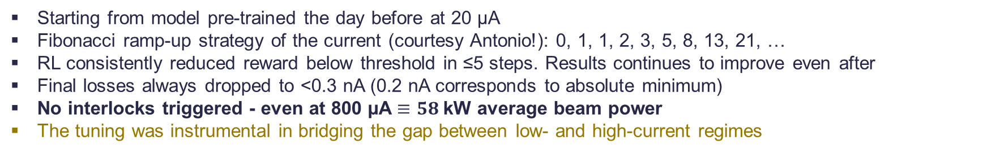 ▪ Starting from model pre-trained the day before at 20 µA
▪ Fibonacci ramp-up strategy of the current (courtesy Antonio!): 0, 1, 1, 2, 3, 5, 8, 13, 21, …
▪ RL consistently reduced reward below threshold in ≤5 steps. Results continues to improve even after
▪ Final losses always dropped to <0.3 nA (0.2 nA corresponds to absolute minimum)
▪ No interlocks triggered - even at 800 µA ≡ 58 kW average beam power
▪ The tuning was instrumental in bridging the gap between low- and high-current regimes